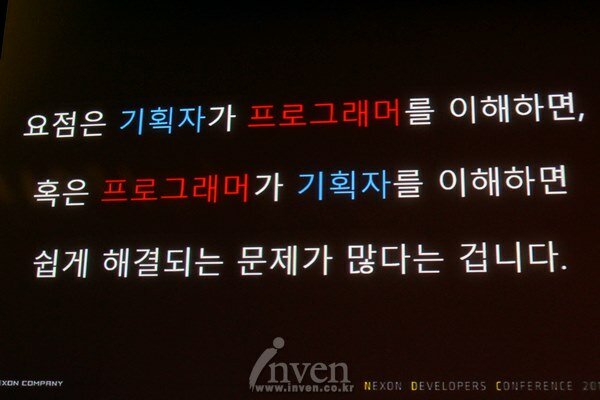 요점은 기획자가 프로그래머를 이해하면,
혹은 프로그래머가 기획자를 이해하면
쉽게 해결되는 문제가 많다는 겁니다.
inven
www.inven.co.kr
NEXON COMPANY
NEXON DEVELOPERS CONFERENCE 201